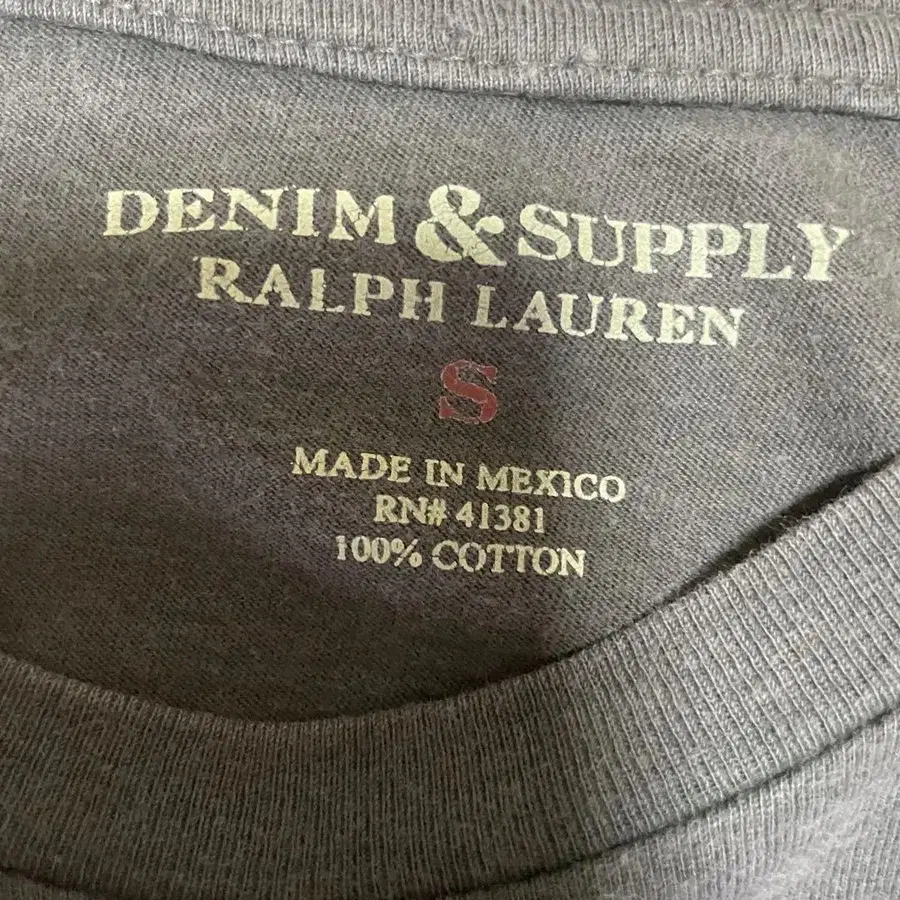 DENIM & SUPPLY
RALPH LAUREN
S
MADE IN MEXICO
RN# 41381
100% COTTON